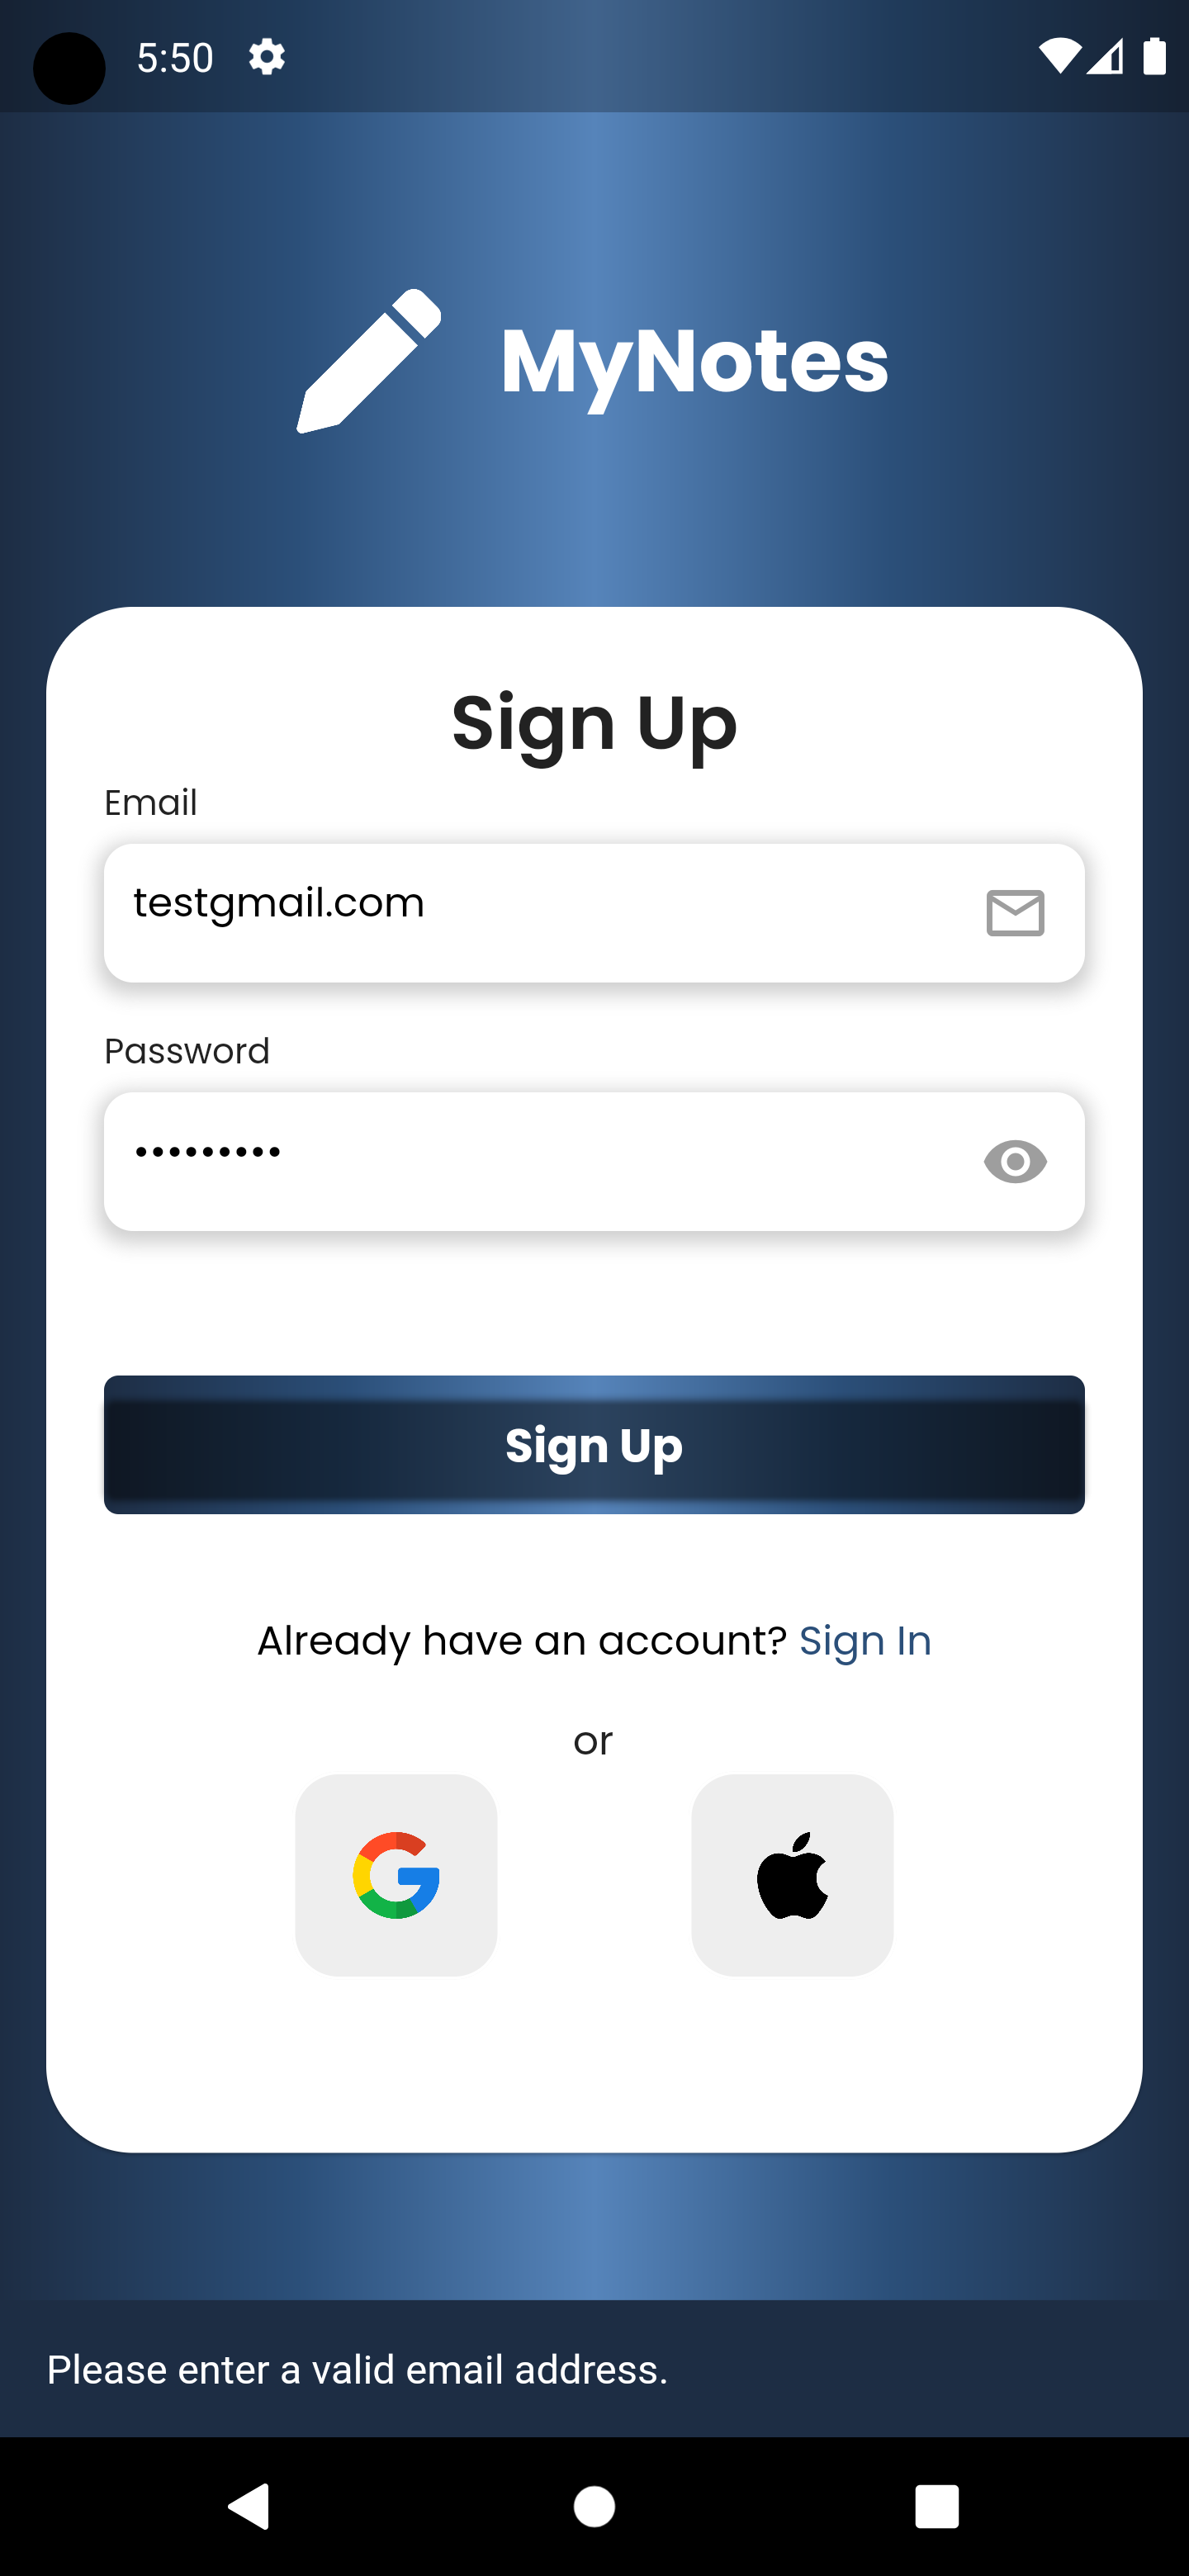 5:50
MyNotes
Sign Up
Email
testgmail.com
Password
•••••••••
Sign Up
Already have an account? Sign In
or
Please enter a valid email address.